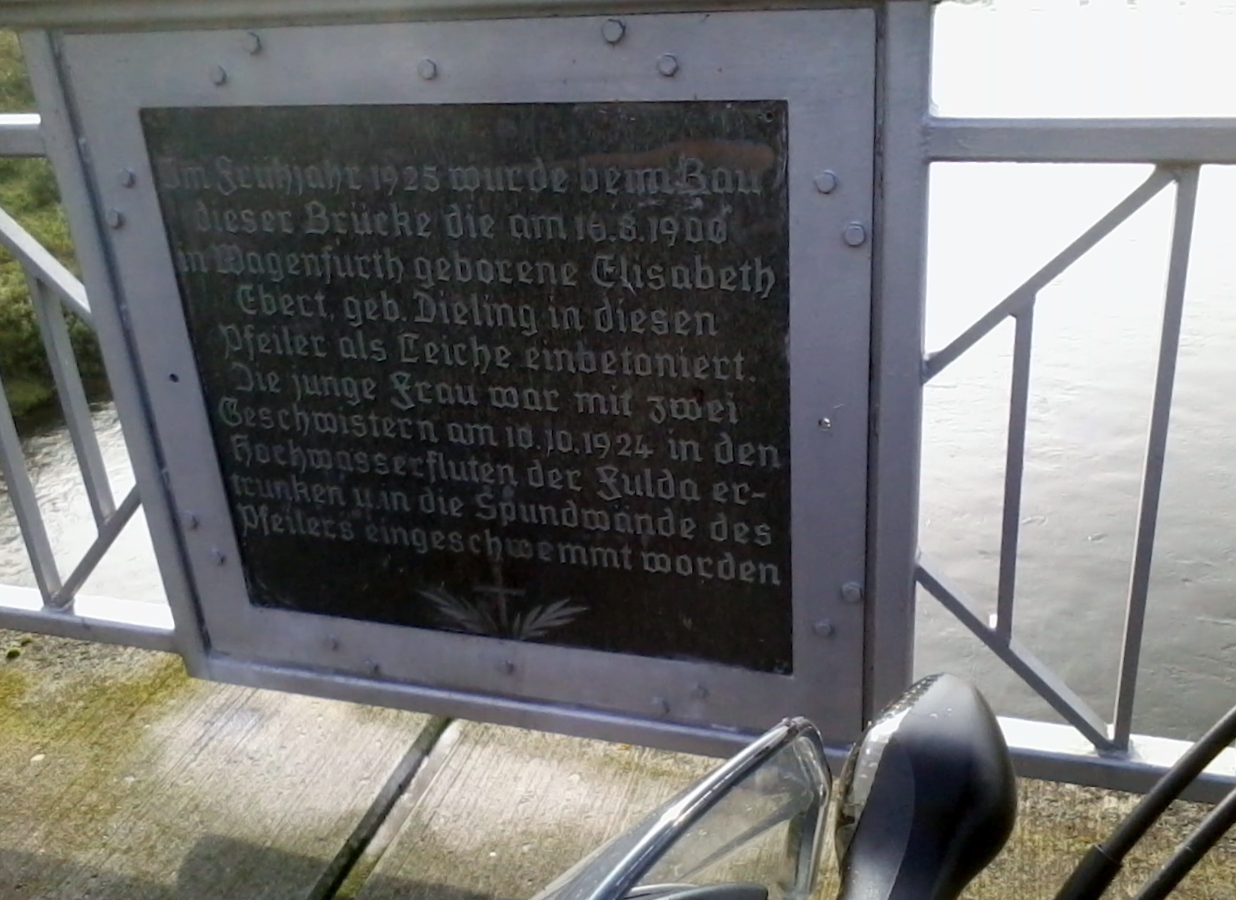 Im Frühjahr 1925 wurde beim Bau
dieser Brücke die am 16.8.1900
in Wagenfurth geborene Elisabeth
Ebert, geb. Dieling in diesen
Pfeiler als Leiche einbetoniert.
Die junge Frau war mit zwei
Geschwistern am 10.10.1924 in den
Hochwasserfluten der Fulda er-
trunken u. in die Spundwände des
Pfeilers eingeschwemmt worden